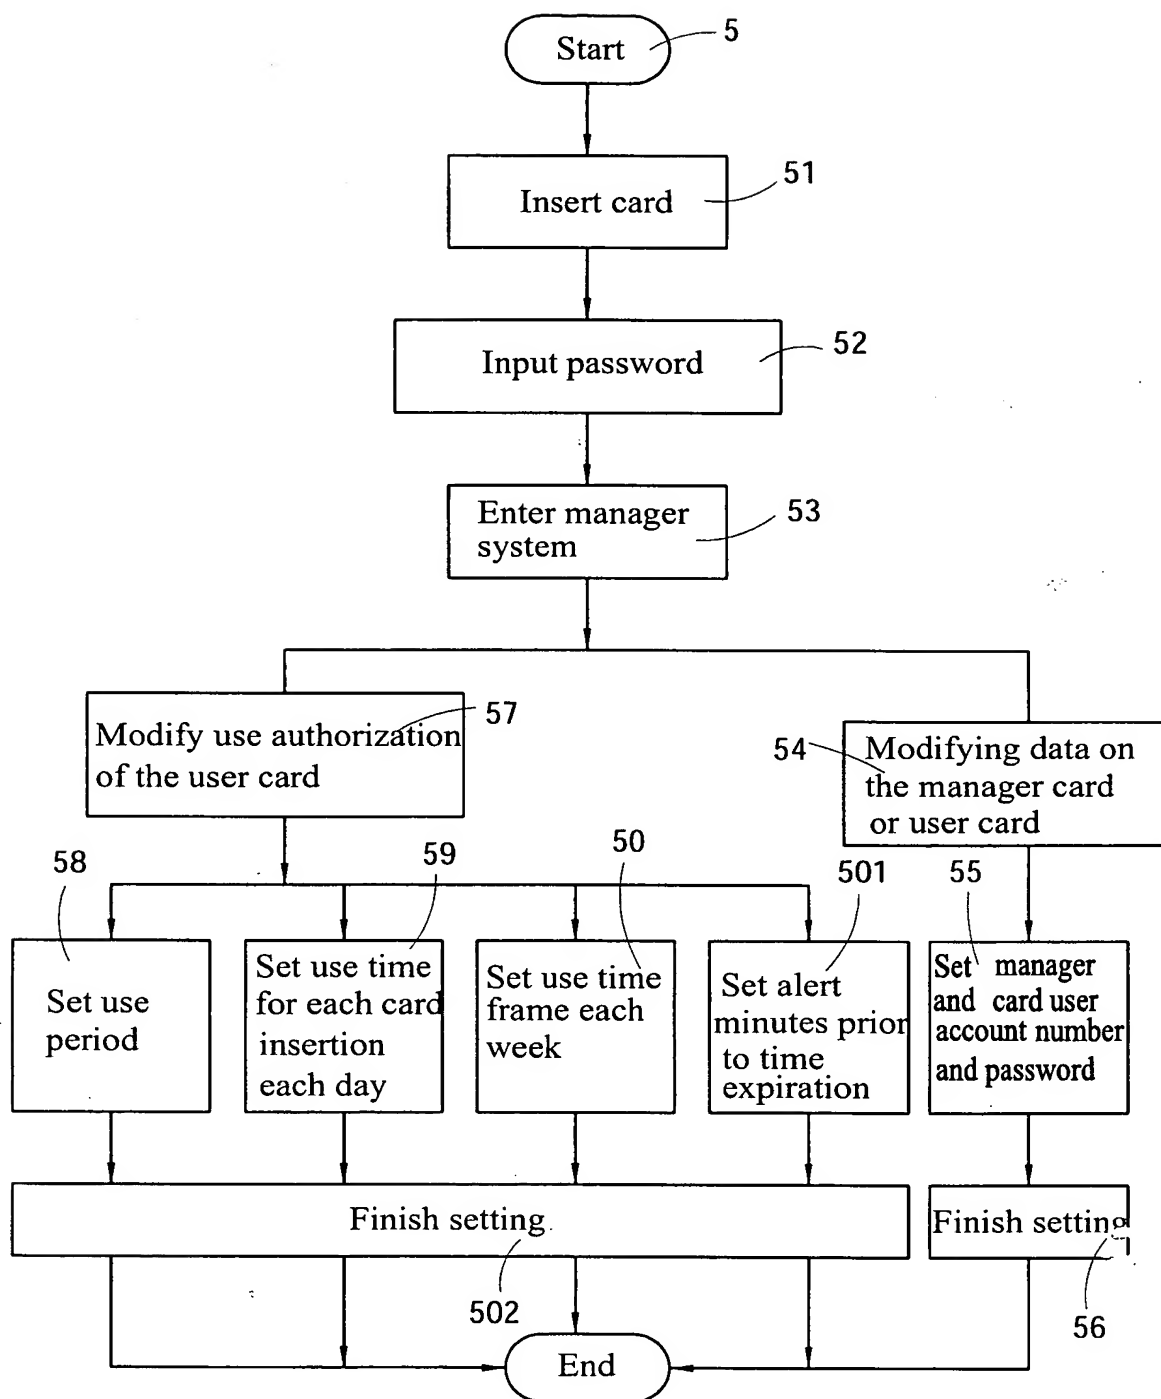 Start
5
Insert card
51
Input password
52
Enter manager
system
53
Modify use authorization
of the user card
57
54
Modifying data on
the manager card
or user card
58
59
50
501
55
Set use
period
Set use time
for each card
insertion
each day
Set use time
frame each
week
Set alert
minutes prior
to time
expiration
Set manager
and card user
account number
and password
Finish setting
502
Finish setting
56
End